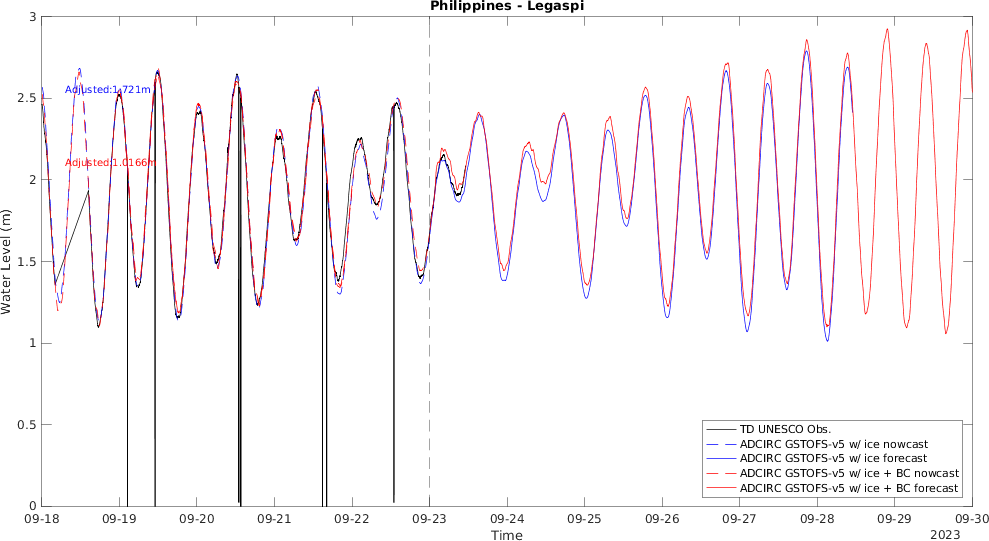 Philippines - Legaspi
3
2.5
2
1.5
1
0.5
0
Water Level (m)
Adjusted:1.721m
Adjusted:1.0166m
TD UNESCO Obs.
ADCIRC GSTOFS-v5 w/ ice nowcast
ADCIRC GSTOFS-v5 w/ ice forecast
ADCIRC GSTOFS-v5 w/ ice + BC nowcast
ADCIRC GSTOFS-v5 w/ ice + BC forecast
09-18 09-19 09-20 09-21 09-22 09-23 09-24 09-25 09-26 09-27 09-28 09-29 09-30
Time
2023